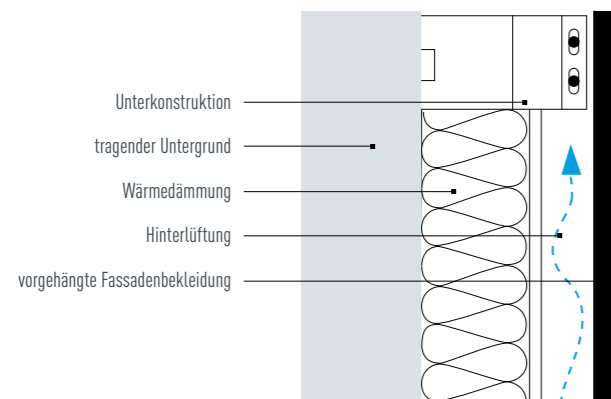 Unterkonstruktion
tragender Untergrund
Wärmedämmung
Hinterlüftung
vorgehängte Fassadenbekleidung